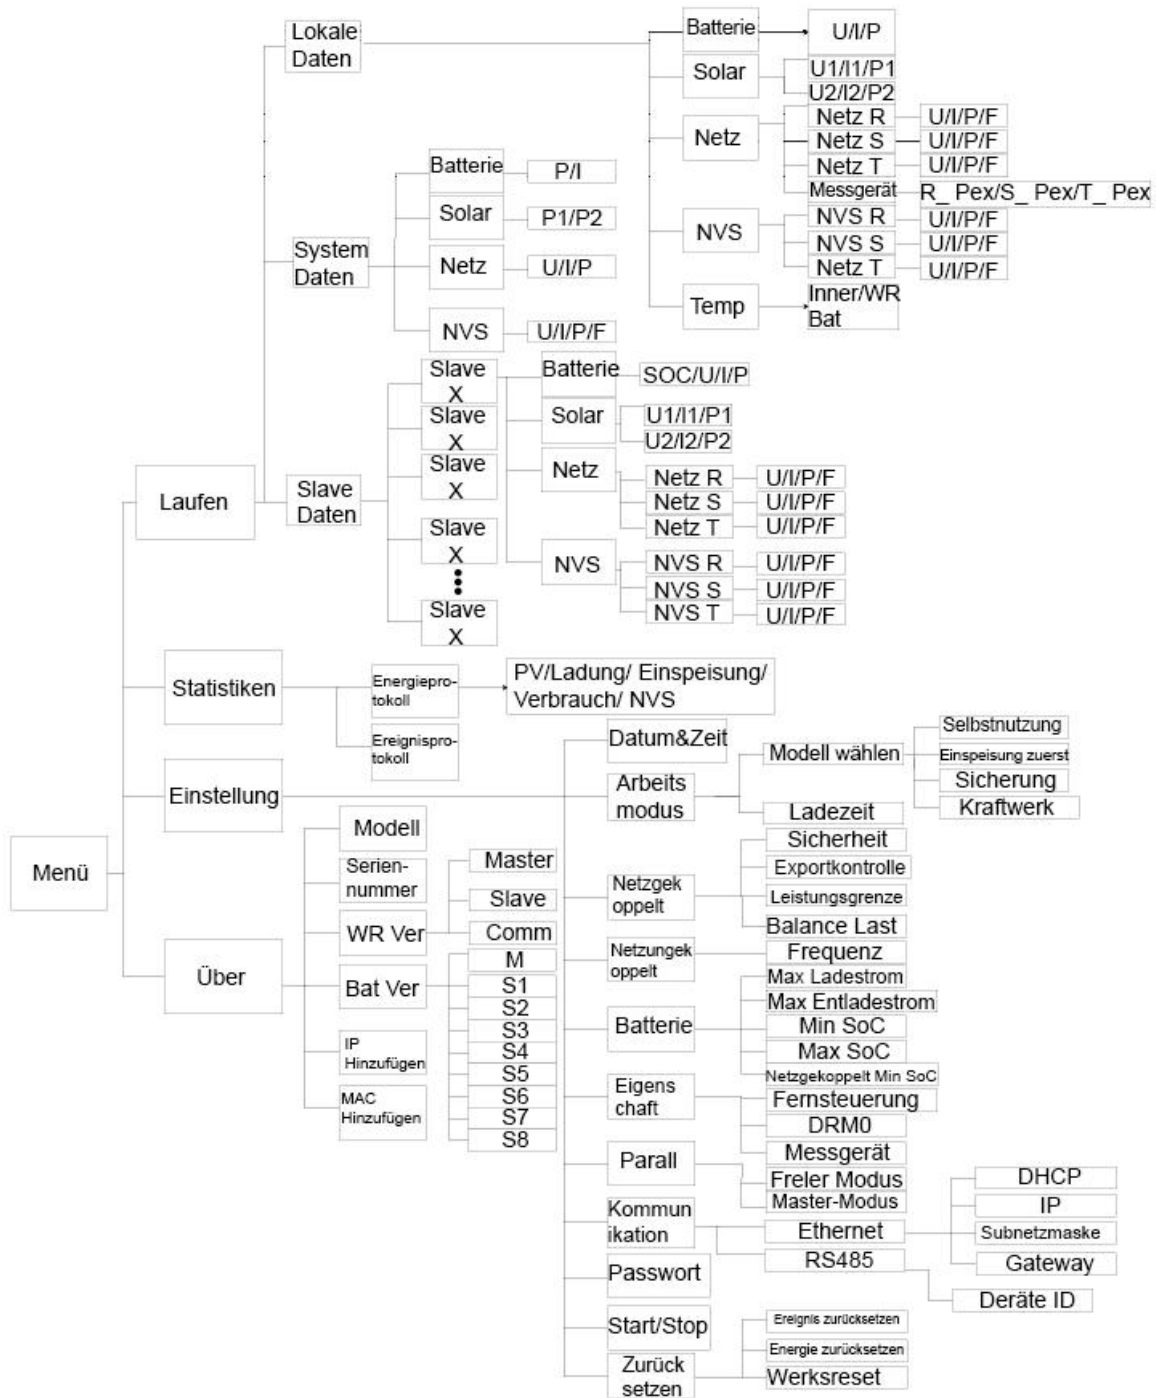 Lokale
Daten
Batterie
U/I/P
Solar
U1/I1/P1
U2/I2/P2
Netz
Netz R
U/I/P/F
Netz S
U/I/P/F
Netz T
U/I/P/F
Messgerät
R_ Pex/S_ Pex/T_ Pex
NVS
NVS R
U/I/P/F
NVS S
U/I/P/F
Netz T
U/I/P/F
Temp
Inner/WR
Bat
System
Daten
Batterie
P/I
Solar
P1/P2
Netz
U/I/P
NVS
U/I/P/F
Laufen
Slave
Daten
Slave
X
Slave
X
Slave
X
Slave
X
Slave
X
Batterie
SOC/U/I/P
Solar
U1/I1/P1
U2/I2/P2
Netz
Netz R
U/I/P/F
Netz S
U/I/P/F
Netz T
U/I/P/F
NVS
NVS R
U/I/P/F
NVS S
U/I/P/F
NVS T
U/I/P/F
Statistiken
Energiepro-
tokoll
PV/Ladung/ Einspeisung/
Verbrauch/ NVS
Ereignispro-
tokoll
Menü
Einstellung
Datum&Zeit
Arbeits
modus
Modell wählen
Selbstnutzung
Einspeisung zuerst
Sicherung
Kraftwerk
Ladezeit
Netzgek
oppelt
Sicherheit
Exportkontrolle
Leistungsgrenze
Balance Last
Netzungek
oppelt
Frequenz
Batterie
Max Ladestrom
Max Entladestrom
Min SoC
Max SoC
Netzgekoppelt Min SoC
Eigens
chaft
Fernsteuerung
DRM0
Messgerät
Parall
Freler Modus
Master-Modus
Kommun
ikation
Ethernet
DHCP
IP
Subnetzmaske
Gateway
RS485
Deräte ID
Passwort
Start/Stop
Zurück
setzen
Ereignis zurücksetzen
Energie zurücksetzen
Werksreset
Über
Modell
Serien-
nummer
WR Ver
Master
Slave
Comm
Bat Ver
M
S1
S2
S3
S4
S5
S6
S7
S8
IP
Hinzufügen
MAC
Hinzufügen